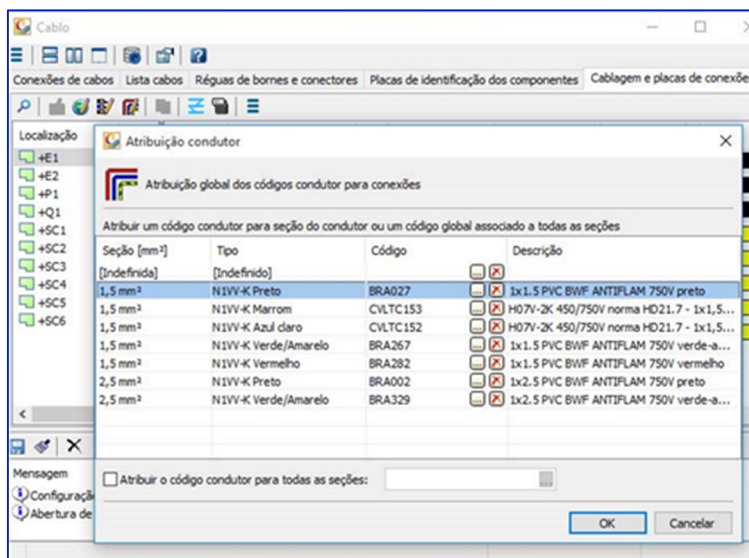 Cablo
Conexões de cabos Lista cabos Réguas de bornes e conectores Placas de identificação dos componentes Cablagem e placas de conexõe
Localização
+E1
+E2
+P1
+Q1
+SC1
+SC2
+SC3
+SC4
+SC5
+SC6
Atribuição condutor
Atribuição global dos códigos condutor para conexões
Atribuir um código condutor para seção do condutor ou um código global associado a todas as seções
Seção [mm²] Tipo Código Descrição
[Indefinida] [Indefinido]
1,5 mm² N1VV-K Preto BRA027 1x1.5 PVC BWF ANTIFLAM 750V preto
1,5 mm² N1VV-K Marrom CVLTC153 H07V-2K 450/750V norma HD21.7 - 1x1,5...
1,5 mm² N1VV-K Azul claro CVLTC152 H07V-2K 450/750V norma HD21.7 - 1x1,5...
1,5 mm² N1VV-K Verde/Amarelo BRA267 1x1.5 PVC BWF ANTIFLAM 750V verde-a...
1,5 mm² N1VV-K Vermelho BRA282 1x1.5 PVC BWF ANTIFLAM 750V vermelho
2,5 mm² N1VV-K Preto BRA002 1x2.5 PVC BWF ANTIFLAM 750V preto
2,5 mm² N1VV-K Verde/Amarelo BRA329 1x2.5 PVC BWF ANTIFLAM 750V verde-a...
Atribuir o código condutor para todas as seções:
OK Cancelar
Mensagem
Configuraçã
Abertura de